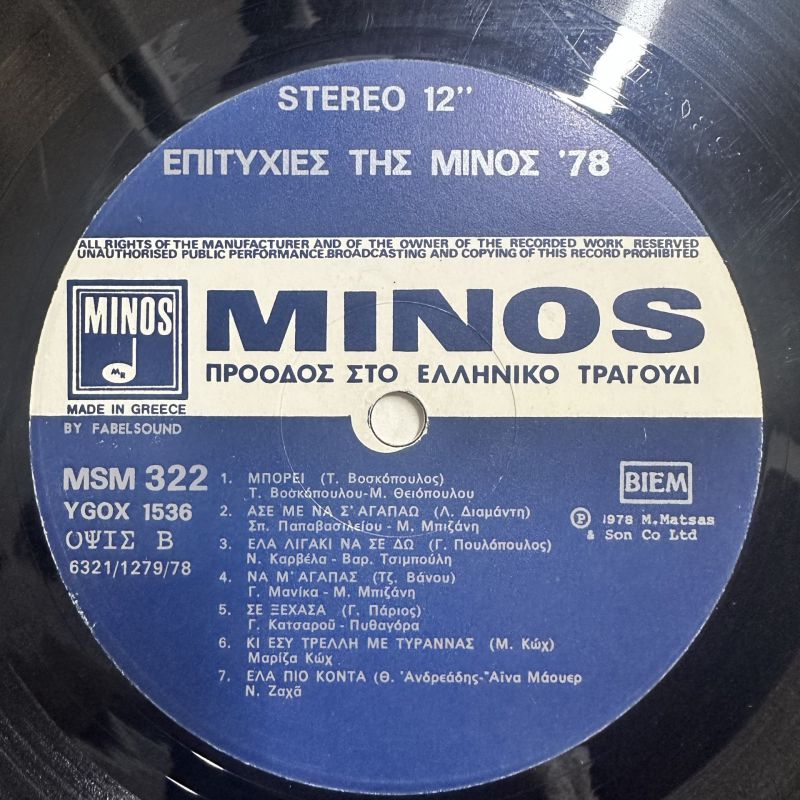 STEREO 12''
ΕΠΙΤΥΧΙΕΣ ΤΗΣ ΜΙΝΟΣ '78
ALL RIGHTS OF THE MANUFACTURER AND OF THE OWNER OF THE RECORDED WORK RESERVED
UNAUTHORISED PUBLIC PERFORMANCE.BROADCASTING AND COPYING OF THIS RECORD PROHIBITED
MINOS
MR
MINOS
ΠΡΟΟΔΟΣ ΣΤΟ ΕΛΛΗΝΙΚΟ ΤΡΑΓΟΥΔΙ
MADE IN GREECE
BY FABELSOUND
MSM 322
YGOX 1536
ΟΨΙΣ Β
6321/1279/78
1. ΜΠΟΡΕΙ (Τ. Βοσκόπουλος)
Τ. Βοσκόπουλου-Μ. Θειόπουλου
2. ΑΣΕ ΜΕ ΝΑ Σ' ΑΓΑΠΑΩ (Λ. Διαμάντη)
Σπ. Παπαβασιλείου - Μ. Μπιζάνη
3. ΕΛΑ ΛΙΓΑΚΙ ΝΑ ΣΕ ΔΩ (Γ. Πουλόπουλος)
Ν. Καρβέλα - Βαρ. Τσιμπούλη
4. ΝΑ Μ' ΑΓΑΠΑΣ (Τζ. Βάνου)
Γ. Μανίκα - Μ. Μπιζάνη
5. ΣΕ ΞΕΧΑΣΑ (Γ. Πάριος)
Γ. Κατσαροῦ - Πυθαγόρα
6. ΚΙ ΕΣΥ ΤΡΕΛΛΗ ΜΕ ΤΥΡΑΝΝΑΣ (Μ. Κώχ)
Μαρίζα Κώχ
7. ΕΛΑ ΠΙΟ ΚΟΝΤΑ (Θ. Ἀνδρεάδης-Ἄϊνα Μάουερ
Ν. Ζαχᾶ
BIEM
Ⓟ 1978 M.Matsas
& Son Co Ltd